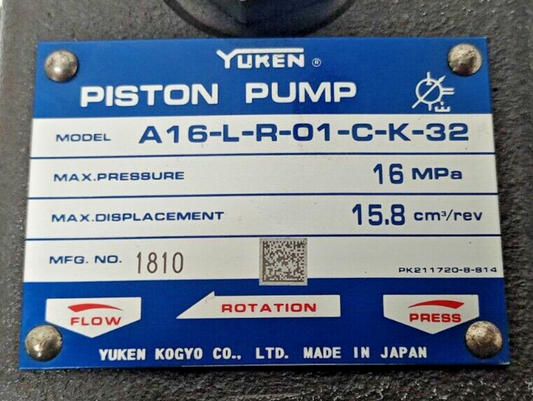 YUKEN ®
PISTON PUMP
MODEL A16-L-R-01-C-K-32
MAX.PRESSURE 16 MPa
MAX.DISPLACEMENT 15.8 cm³/rev
MFG. NO. 1810
PK211720-8-S14
FLOW ROTATION PRESS
YUKEN KOGYO CO., LTD. MADE IN JAPAN